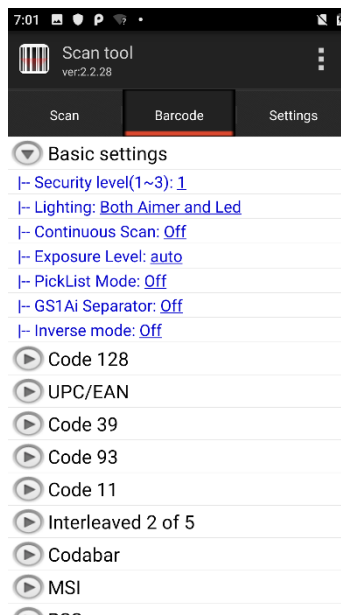 7:01
Scan tool
ver:2.2.28
Scan Barcode Settings
Basic settings
|-- Security level(1~3): 1
|-- Lighting: Both Aimer and Led
|-- Continuous Scan: Off
|-- Exposure Level: auto
|-- PickList Mode: Off
|-- GS1Ai Separator: Off
|-- Inverse mode: Off
Code 128
UPC/EAN
Code 39
Code 93
Code 11
Interleaved 2 of 5
Codabar
MSI